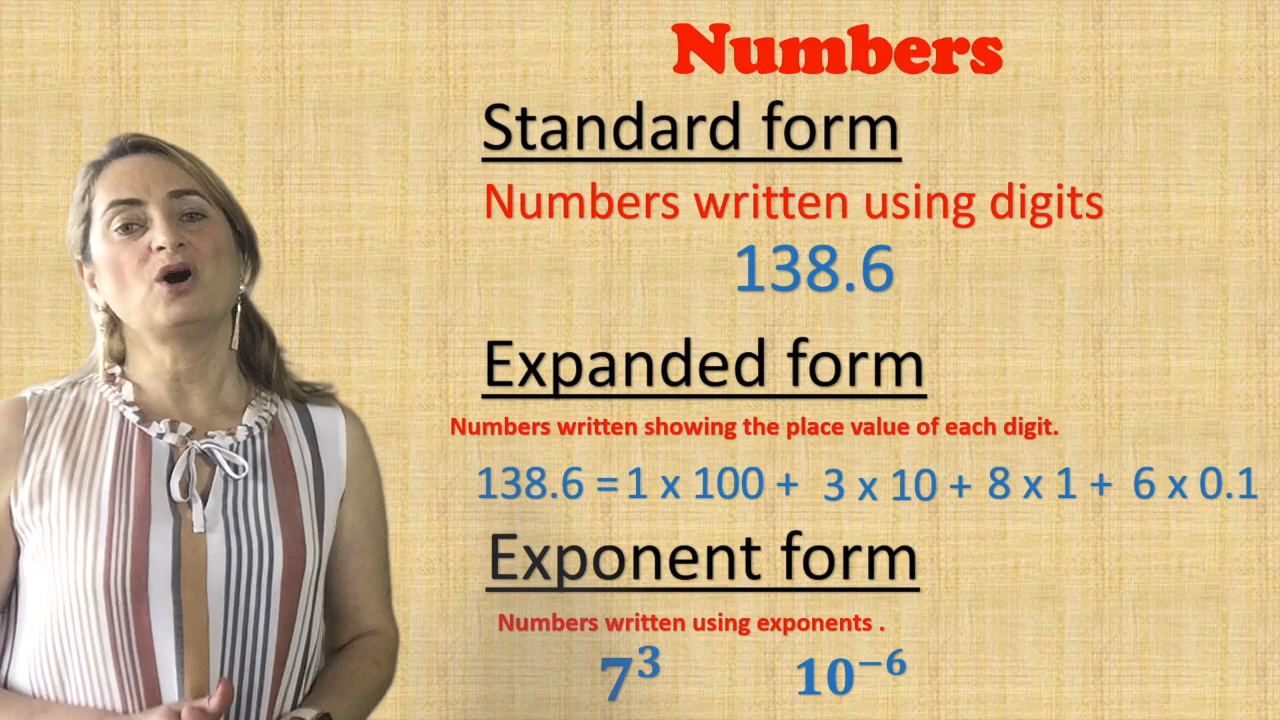 Numbers
Standard form
Numbers written using digits
138.6
Expanded form
Numbers written showing the place value of each digit.
138.6 = 1 x 100 + 3 x 10 + 8 x 1 + 6 x 0.1
Exponent form
Numbers written using exponents .
7³ 10⁻⁶